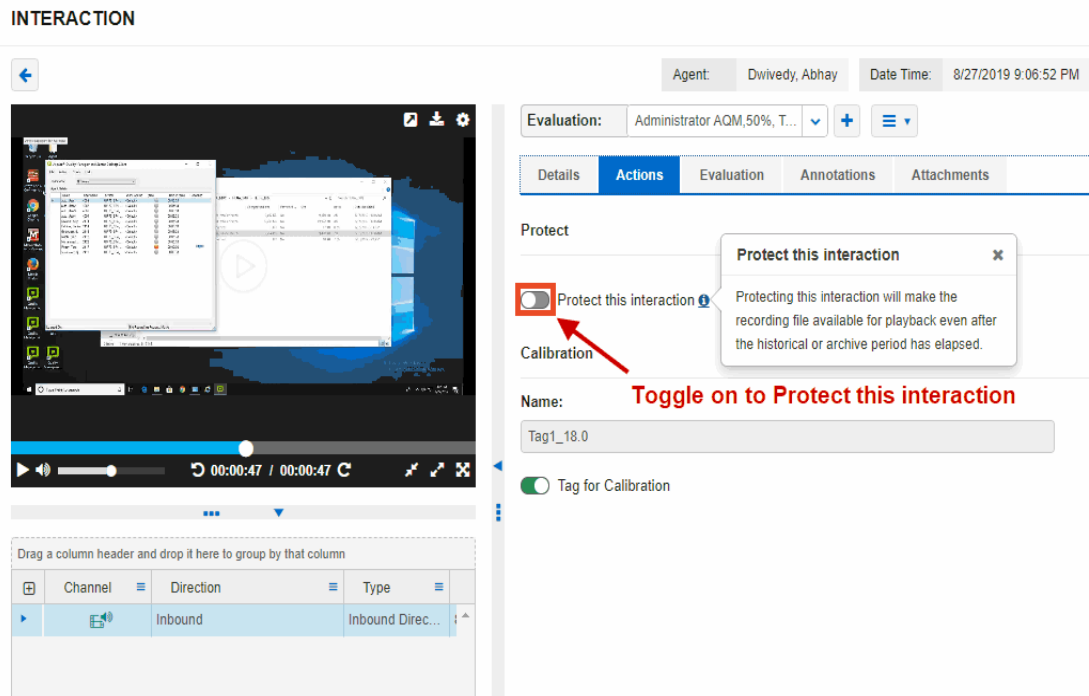 INTERACTION
Agent: Dwivedy, Abhay Date Time: 8/27/2019 9:06:52 PM
Evaluation: Administrator AQM,50%, T...
Details Actions Evaluation Annotations Attachments
Protect
Protect this interaction
Protect this interaction
Protecting this interaction will make the
recording file available for playback even after
the historical or archive period has elapsed.
Calibration
Toggle on to Protect this interaction
Name:
Tag1_18.0
Tag for Calibration
00:00:47 / 00:00:47
Drag a column header and drop it here to group by that column
Channel Direction Type
Inbound Inbound Direc...